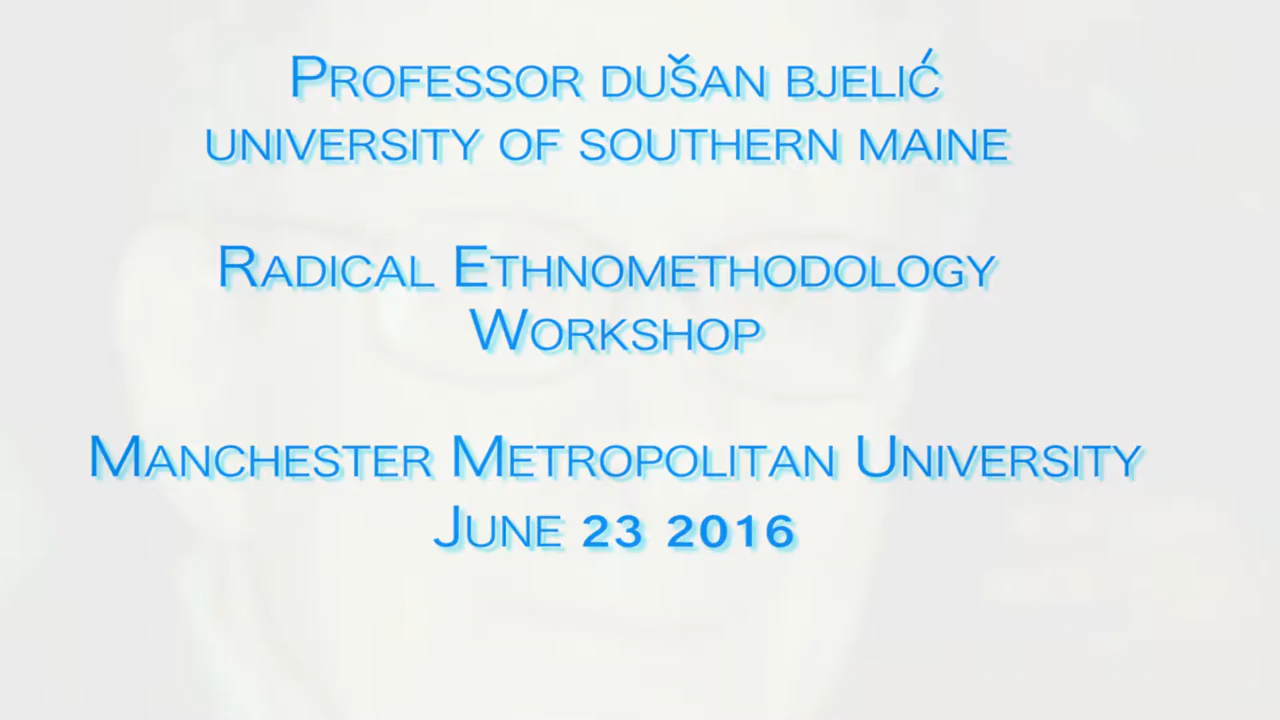 Professor dušan bjelić
university of southern maine
Radical Ethnomethodology
Workshop
Manchester Metropolitan University
June 23 2016